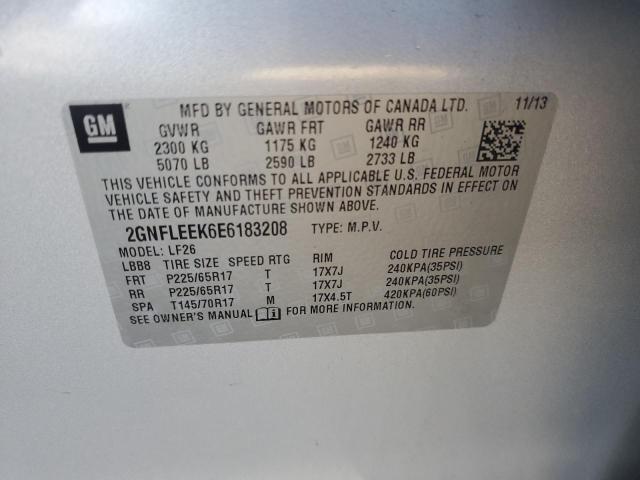 GM MFD BY GENERAL MOTORS OF CANADA LTD. 11/13
GVWR GAWR FRT GAWR RR
2300 KG 1175 KG 1240 KG
5070 LB 2590 LB 2733 LB
THIS VEHICLE CONFORMS TO ALL APPLICABLE U.S. FEDERAL MOTOR
VEHICLE SAFETY AND THEFT PREVENTION STANDARDS IN EFFECT ON
THE DATE OF MANUFACTURE SHOWN ABOVE.
2GNFLEEK6E6183208 TYPE: M.P.V.
MODEL: LF26
LBB8 TIRE SIZE SPEED RTG RIM COLD TIRE PRESSURE
FRT P225/65R17 T 17X7J 240KPA(35PSI)
RR P225/65R17 T 17X7J 240KPA(35PSI)
SPA T145/70R17 M 17X4.5T 420KPA(60PSI)
SEE OWNER'S MANUAL FOR MORE INFORMATION.